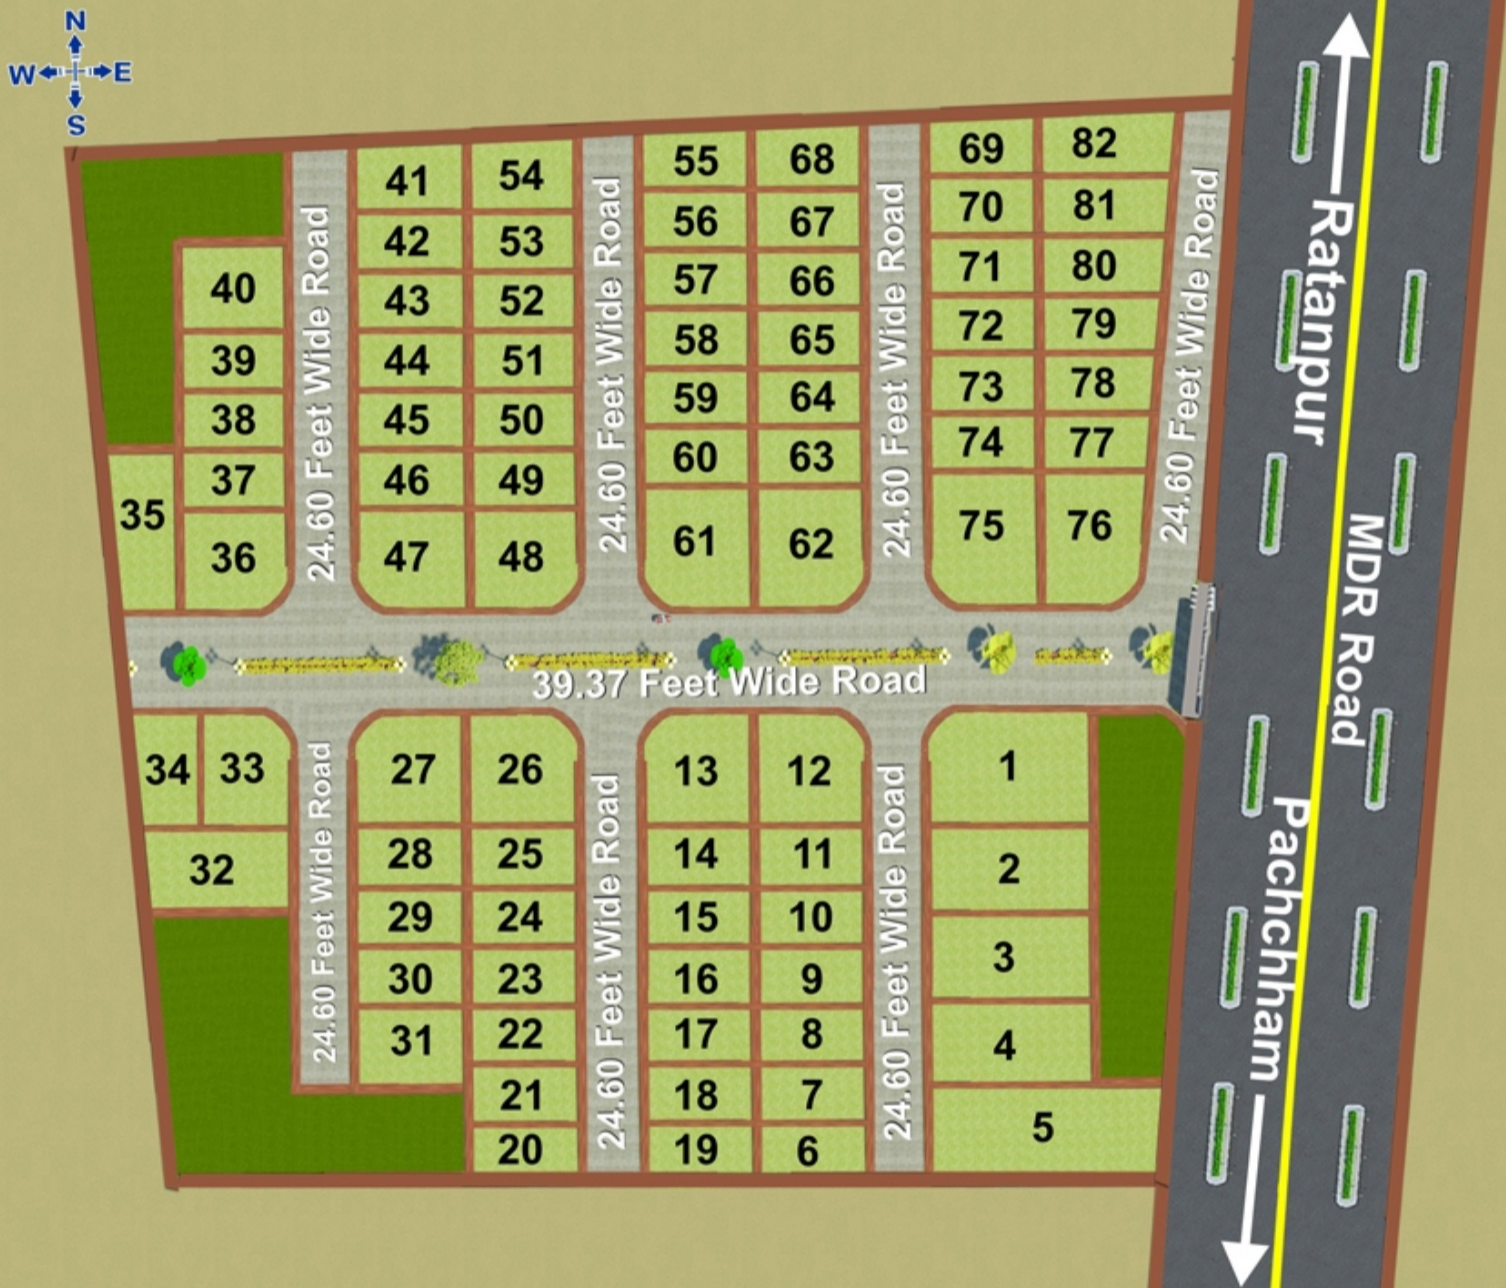 N
W E
S
41 54 55 68 69 82
42 53 56 67 70 81
40 43 52 57 66 71 80
39 44 51 58 65 72 79
38 45 50 59 64 73 78
37 46 49 60 63 74 77
35 36 47 48 61 62 75 76
24.60 Feet Wide Road
24.60 Feet Wide Road
24.60 Feet Wide Road
24.60 Feet Wide Road
39.37 Feet Wide Road
34 33 27 26 13 12 1
32 28 25 14 11 2
29 24 15 10 3
30 23 16 9
31 22 17 8 4
21 18 7 5
20 19 6
24.60 Feet Wide Road
24.60 Feet Wide Road
24.60 Feet Wide Road
Ratanpur
MDR Road
Pachchham